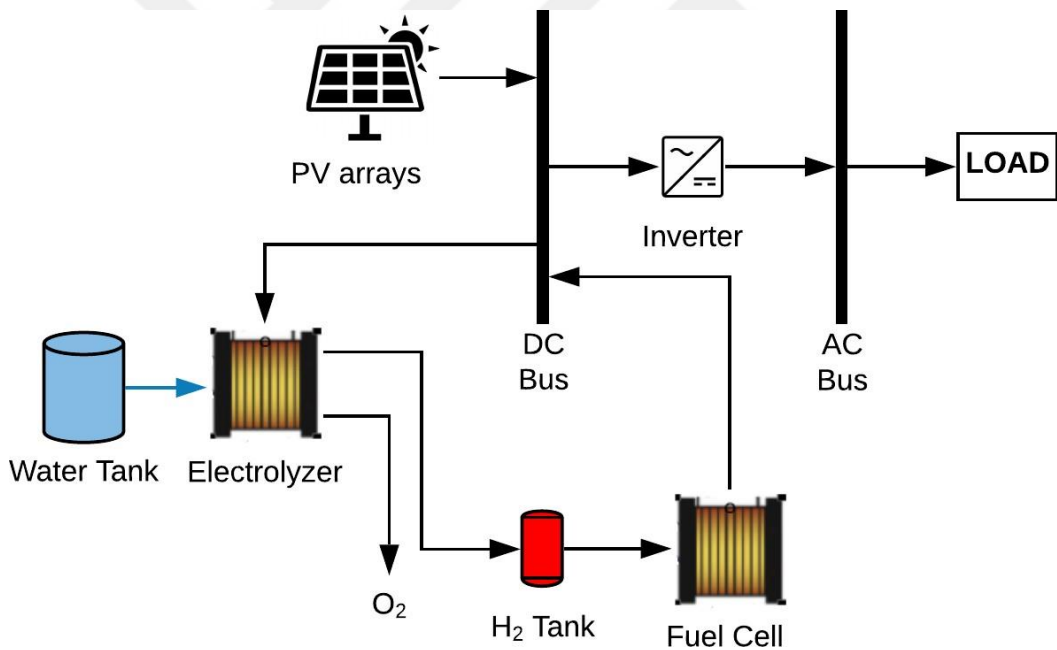 PV arrays
LOAD
Inverter
DC
Bus
AC
Bus
Water Tank
Electrolyzer
O₂
H₂ Tank
Fuel Cell